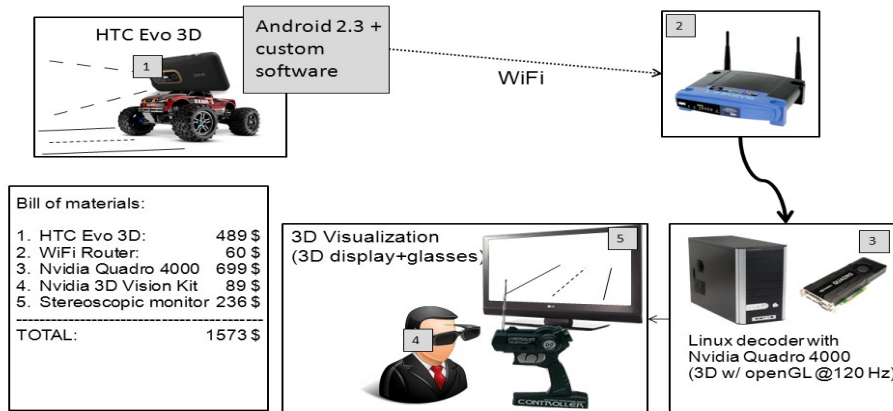 HTC Evo 3D
1
Android 2.3 +
custom
software
WiFi
2
Bill of materials:
1. HTC Evo 3D: 489 $
2. WiFi Router: 60 $
3. Nvidia Quadro 4000 699 $
4. Nvidia 3D Vision Kit 89 $
5. Stereoscopic monitor 236 $
TOTAL: 1573 $
3D Visualization
(3D display+glasses)
5
4
CONTROLLER
3
QUADRO
Linux decoder with
Nvidia Quadro 4000
(3D w/ openGL @120 Hz)